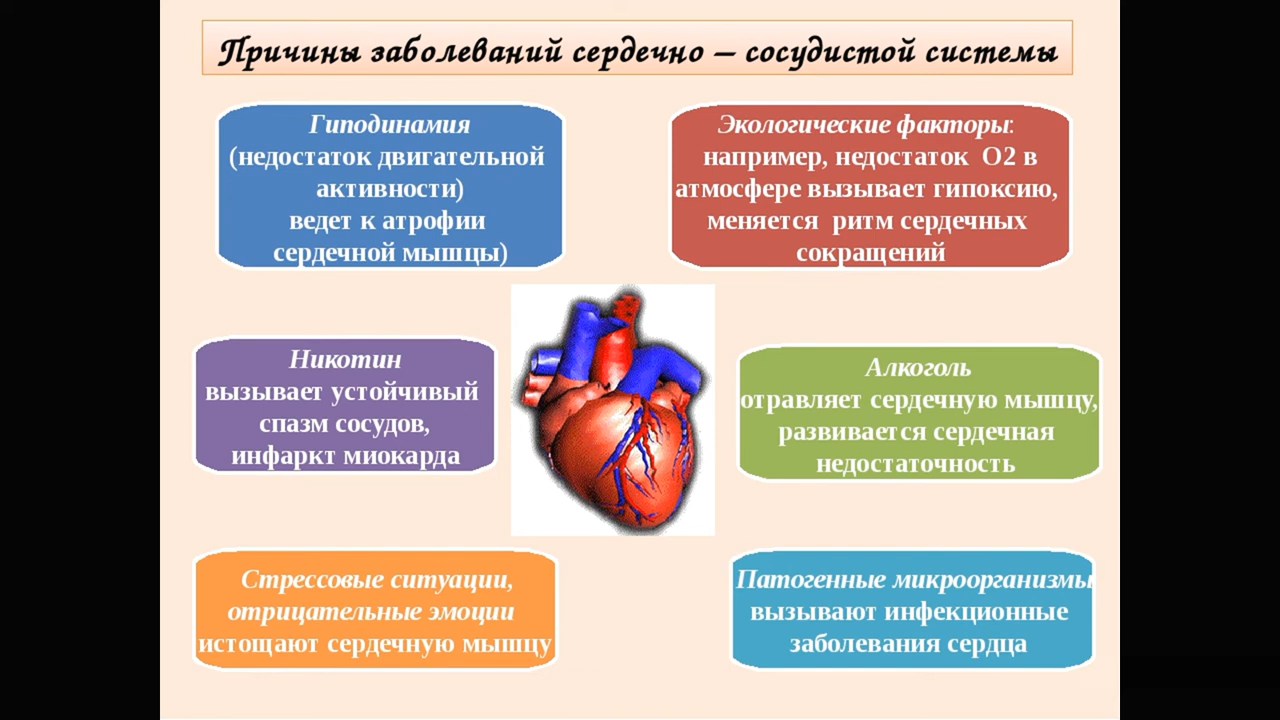 Причины заболеваний сердечно – сосудистой системы
Гиподинамия
(недостаток двигательной
активности)
ведет к атрофии
сердечной мышцы)
Экологические факторы:
например, недостаток О2 в
атмосфере вызывает гипоксию,
меняется ритм сердечных
сокращений
Никотин
вызывает устойчивый
спазм сосудов,
инфаркт миокарда
Алкоголь
отравляет сердечную мышцу,
развивается сердечная
недостаточность
Стрессовые ситуации,
отрицательные эмоции
истощают сердечную мышцу
Патогенные микроорганизмы
вызывают инфекционные
заболевания сердца